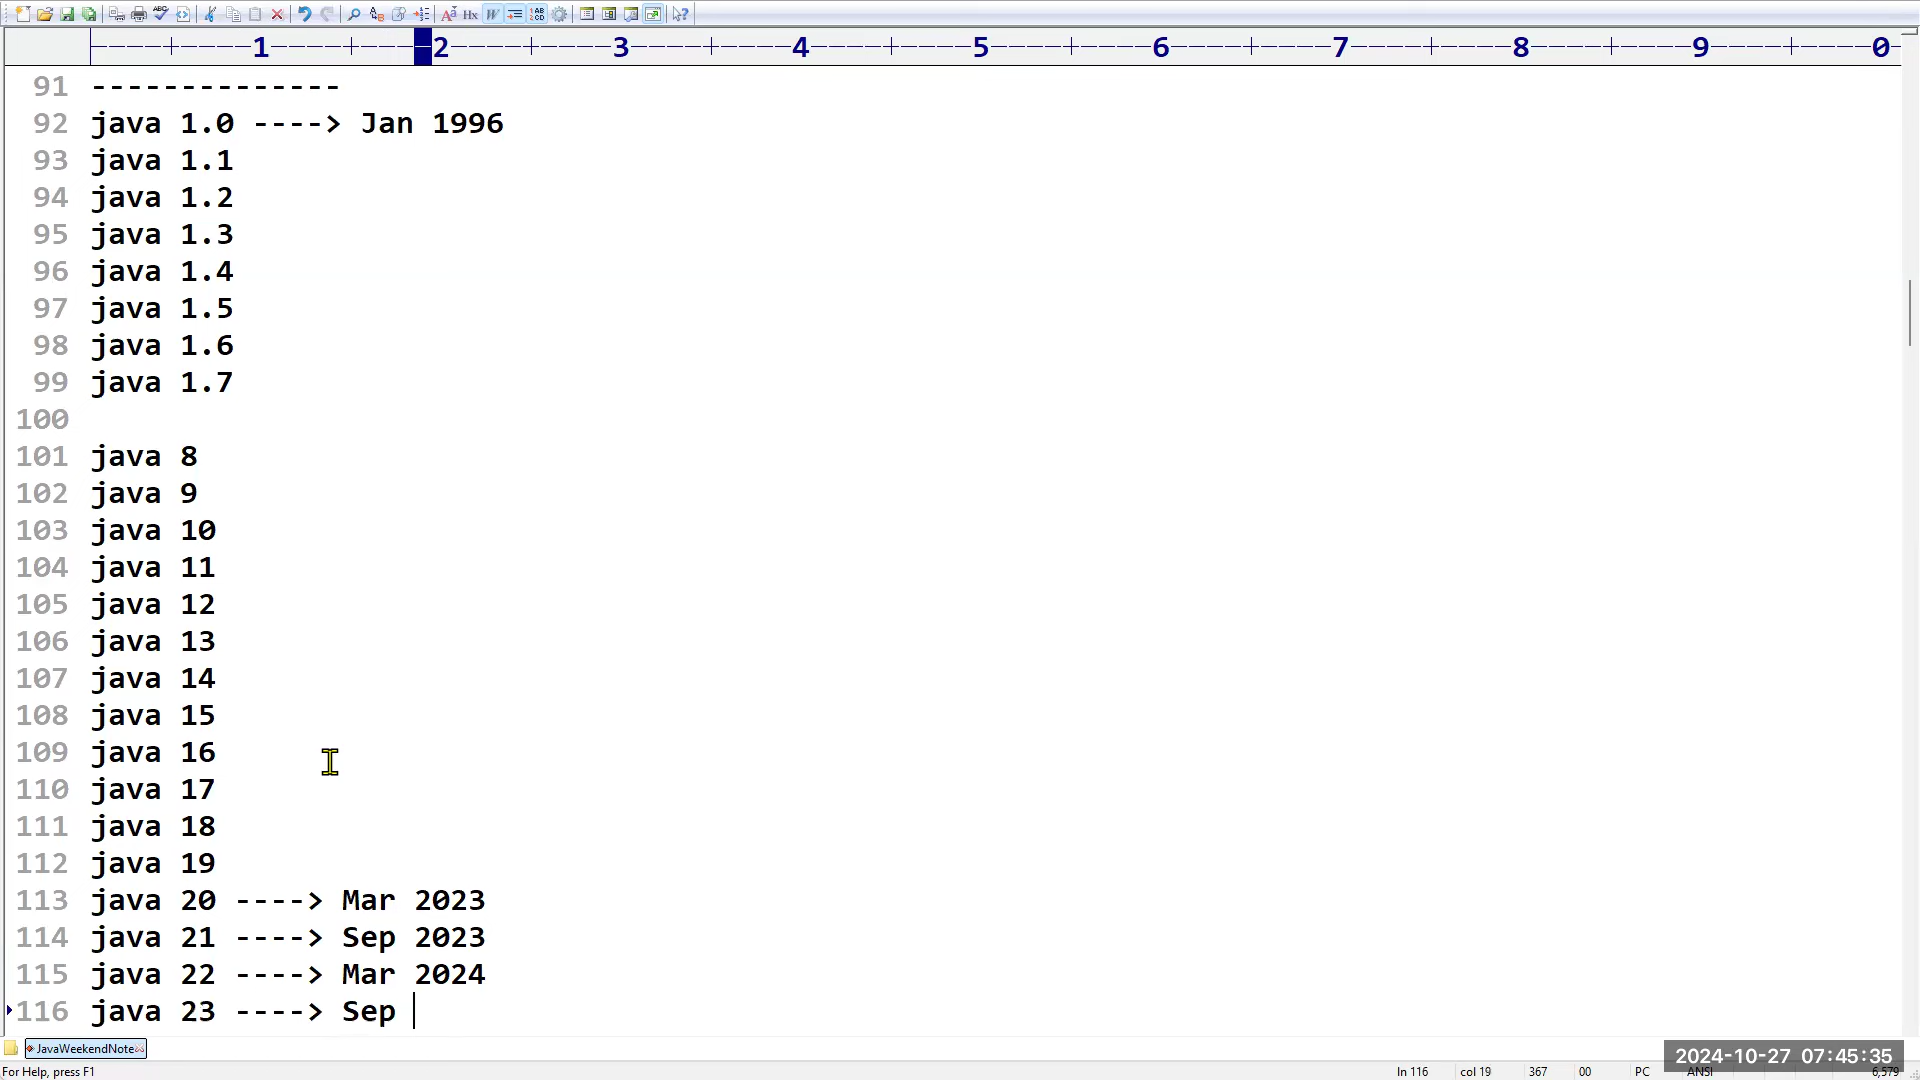 1 2 3 4 5 6 7 8 9 0
91 --------------
92 java 1.0 ----> Jan 1996
93 java 1.1
94 java 1.2
95 java 1.3
96 java 1.4
97 java 1.5
98 java 1.6
99 java 1.7
100
101 java 8
102 java 9
103 java 10
104 java 11
105 java 12
106 java 13
107 java 14
108 java 15
109 java 16
110 java 17
111 java 18
112 java 19
113 java 20 ----> Mar 2023
114 java 21 ----> Sep 2023
115 java 22 ----> Mar 2024
116 java 23 ----> Sep
JavaWeekendNote
2024-10-27 07:45:35
For Help, press F1 ln 116 col 19 367 00 PC ANSI 6,579